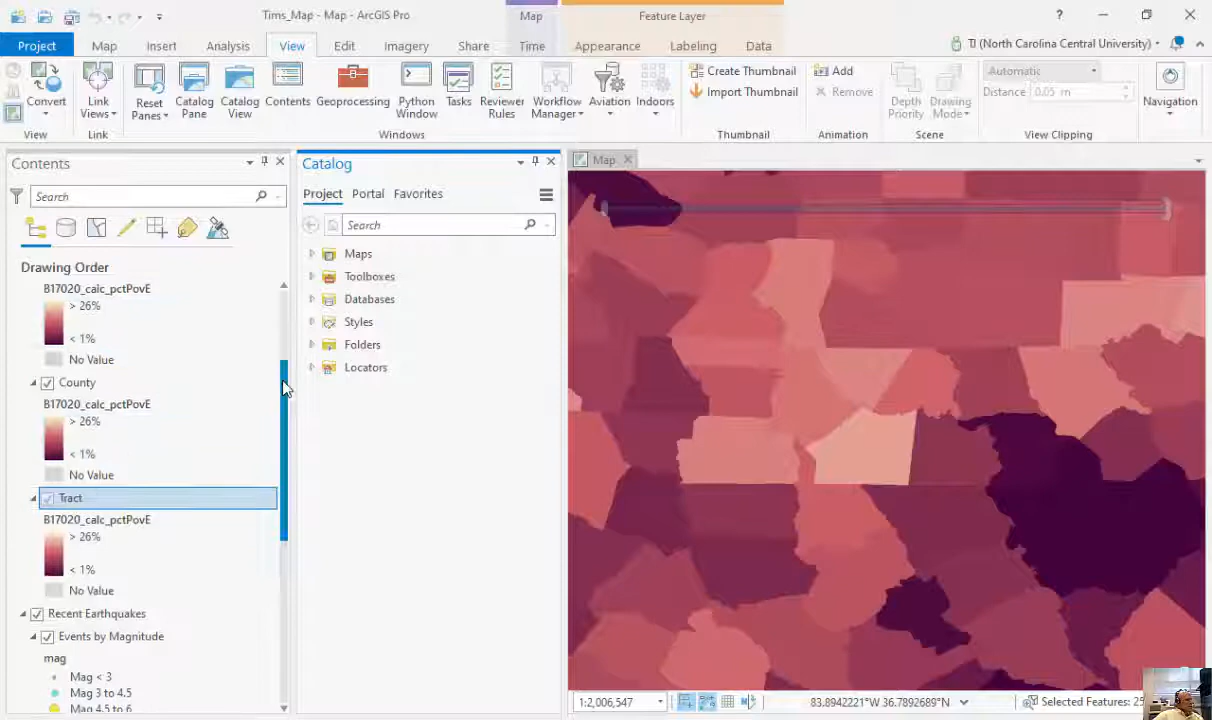 Tims_Map - Map - ArcGIS Pro
Map
Feature Layer
?
Project
Map
Insert
Analysis
View
Edit
Imagery
Share
Time
Appearance
Labeling
Data
TJ (North Carolina Central University)
Convert
Link Views
Reset Panes
Catalog Pane
Catalog View
Contents
Geoprocessing
Python Window
Tasks
Reviewer Rules
Workflow Manager
Aviation
Indoors
Create Thumbnail
Import Thumbnail
Add
Remove
Depth Priority
Drawing Mode
Automatic
Distance 0.05 m
Navigation
View
Link
Windows
Thumbnail
Animation
Scene
View Clipping
Contents
Search
Drawing Order
B17020_calc_pctPovE
> 26%
< 1%
No Value
County
B17020_calc_pctPovE
> 26%
< 1%
No Value
Tract
B17020_calc_pctPovE
> 26%
< 1%
No Value
Recent Earthquakes
Events by Magnitude
mag
Mag < 3
Mag 3 to 4.5
Mag 4.5 to 6
Catalog
Project
Portal
Favorites
Search
Maps
Toolboxes
Databases
Styles
Folders
Locators
Map
1:2,006,547
83.8942221°W 36.7892689°N
Selected Features: 25